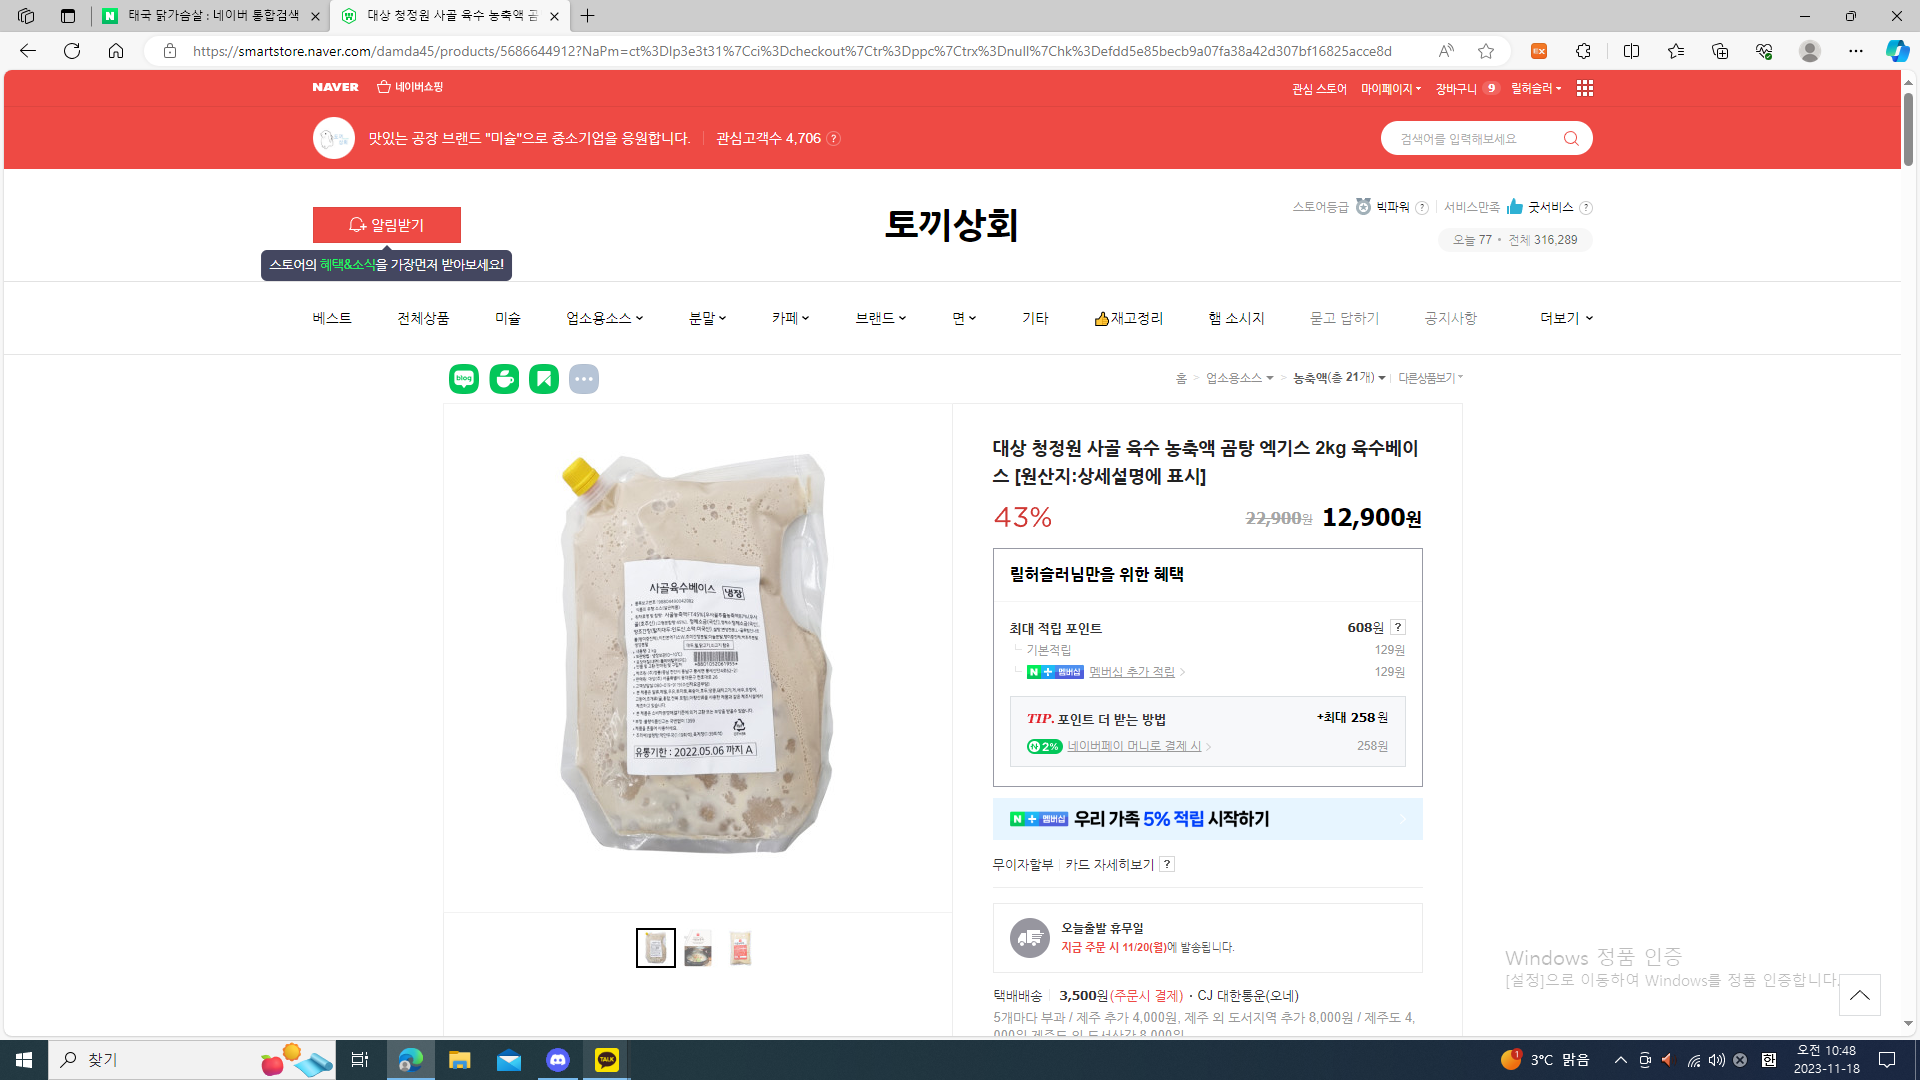 태국 닭가슴살 : 네이버 통합검색
대상 청정원 사골 육수 농축액 곰
https://smartstore.naver.com/damda45/products/5686644912?NaPm=ct%3Dlp3e3t31%7Cci%3Dcheckout%7Ctr%3Dppc%7Ctrx%3Dnull%7Chk%3Defdd5e85becb9a07fa38a42d307bf16825acce8d
NAVER 네이버쇼핑
관심 스토어 마이페이지 장바구니 9 릴허슬러
맛있는 공장 브랜드 "미슐"으로 중소기업을 응원합니다. 관심고객수 4,706 ?
검색어를 입력해보세요
알림받기
스토어의 혜택&소식을 가장먼저 받아보세요!
토끼상회
스토어등급 빅파워 ? 서비스만족 굿서비스 ?
오늘 77 • 전체 316,289
베스트 전체상품 미슐 업소용소스 분말 카페 브랜드 면 기타 👍재고정리 햄 소시지 묻고 답하기 공지사항 더보기
blog
홈 > 업소용소스 > 농축액(총 21개) 다른상품보기
사골육수베이스 냉장
유통기한 : 2022.05.06 까지 A
대상 청정원 사골 육수 농축액 곰탕 엑기스 2kg 육수베이
스 [원산지:상세설명에 표시]
43% 22,900원 12,900원
릴허슬러님만을 위한 혜택
최대 적립 포인트 608원 ?
기본적립 129원
N+ 멤버십 멤버십 추가 적립 > 129원
TIP. 포인트 더 받는 방법 +최대 258원
N 2% 네이버페이 머니로 결제 시 > 258원
N+ 멤버십 우리 가족 5% 적립 시작하기
무이자할부 카드 자세히보기 ?
오늘출발 휴무일
지금 주문 시 11/20(월)에 발송됩니다.
택배배송 3,500원(주문시 결제) · CJ 대한통운(오네)
5개마다 부과 / 제주 추가 4,000원, 제주 외 도서지역 추가 8,000원 / 제주도 4,
000원 제주도 외 도서산간 8,000원
Windows 정품 인증
[설정]으로 이동하여 Windows를 정품 인증합니다.
찾기
TALK
1 3°C 맑음
한
오전 10:48
2023-11-18